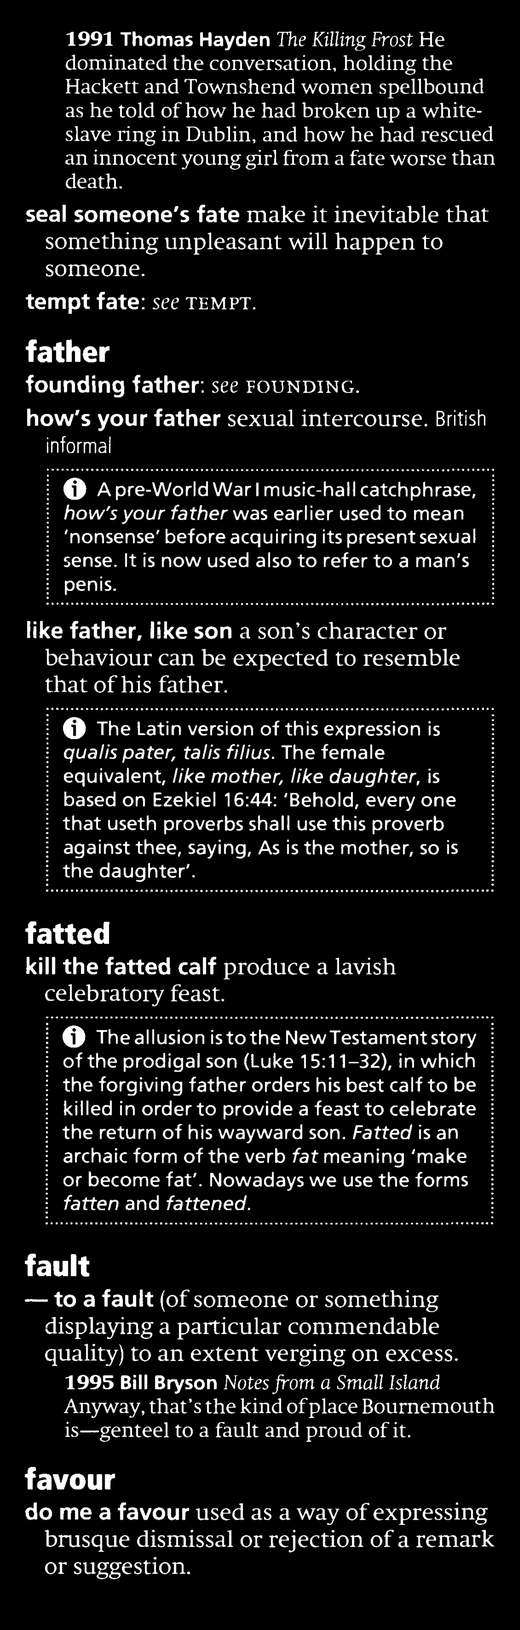 1991 Thomas Hayden The Killing Frost He
dominated the conversation, holding the
Hackett and Townshend women spellbound
as he told of how he had broken up a white-
slave ring in Dublin, and how he had rescued
an innocent young girl from a fate worse than
death.
seal someone's fate make it inevitable that
something unpleasant will happen to
someone.
tempt fate: see TEMPT.
father
founding father: see FOUNDING.
how's your father sexual intercourse. British
informal
i A pre-World War I music-hall catchphrase,
how's your father was earlier used to mean
'nonsense' before acquiring its present sexual
sense. It is now used also to refer to a man's
penis.
like father, like son a son's character or
behaviour can be expected to resemble
that of his father.
i The Latin version of this expression is
qualis pater, talis filius. The female
equivalent, like mother, like daughter, is
based on Ezekiel 16:44: 'Behold, every one
that useth proverbs shall use this proverb
against thee, saying, As is the mother, so is
the daughter'.
fatted
kill the fatted calf produce a lavish
celebratory feast.
i The allusion is to the New Testament story
of the prodigal son (Luke 15:11–32), in which
the forgiving father orders his best calf to be
killed in order to provide a feast to celebrate
the return of his wayward son. Fatted is an
archaic form of the verb fat meaning 'make
or become fat'. Nowadays we use the forms
fatten and fattened.
fault
— to a fault (of someone or something
displaying a particular commendable
quality) to an extent verging on excess.
1995 Bill Bryson Notes from a Small Island
Anyway, that's the kind of place Bournemouth
is—genteel to a fault and proud of it.
favour
do me a favour used as a way of expressing
brusque dismissal or rejection of a remark
or suggestion.